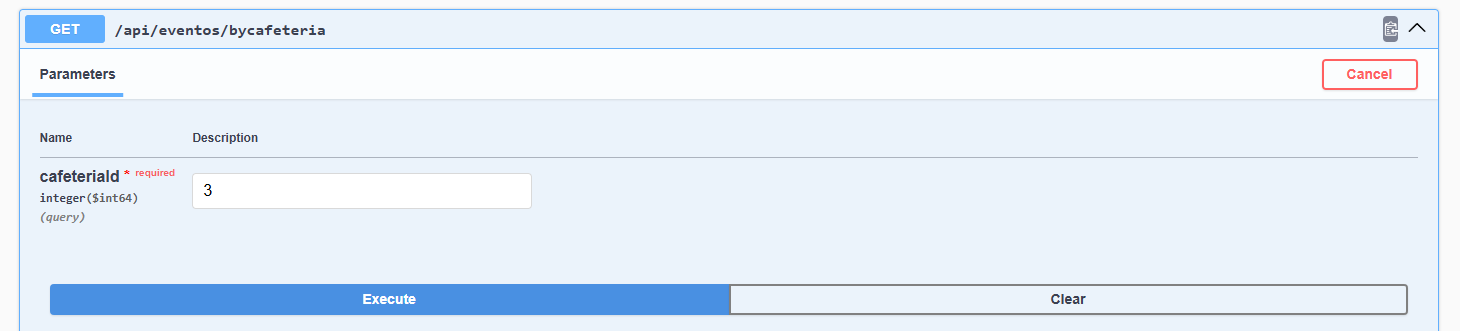 GET /api/eventos/bycafeteria
Parameters
Cancel
Name Description
cafeteriaId * required
integer($int64)
(query)
3
Execute Clear